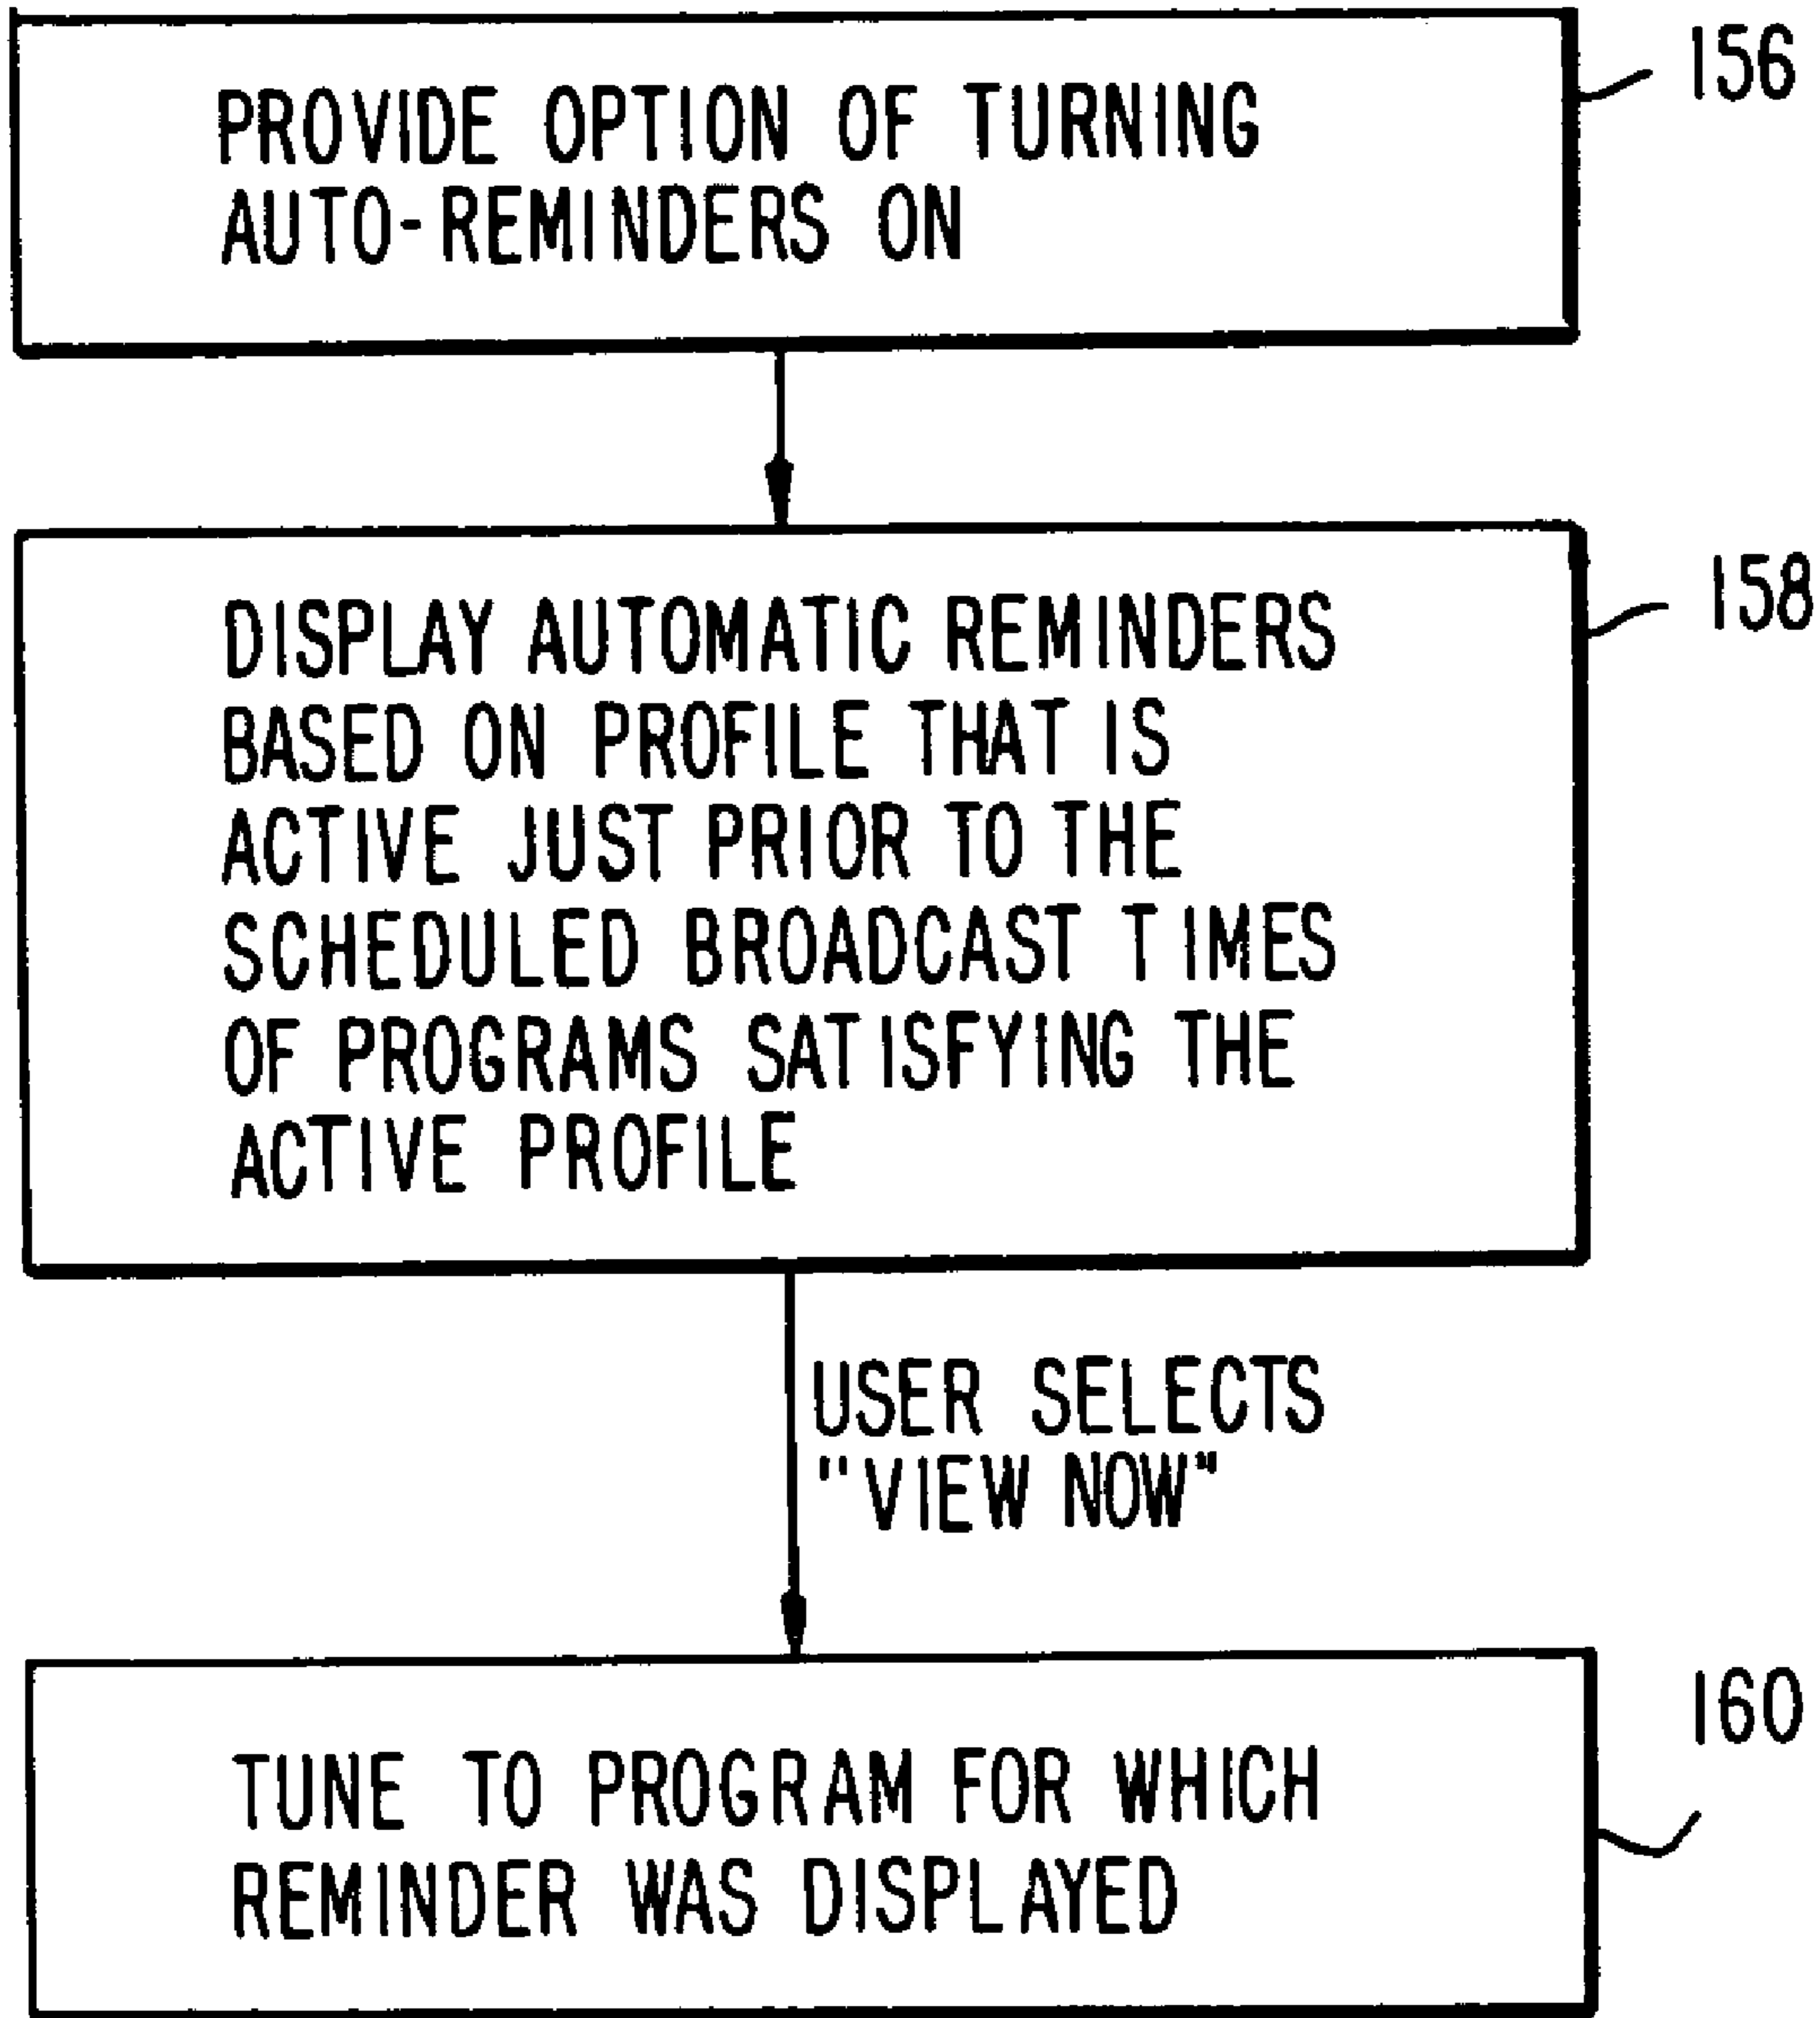 156
PROVIDE OPTION OF TURNING
AUTO-REMINDERS ON
158
DISPLAY AUTOMATIC REMINDERS
BASED ON PROFILE THAT IS
ACTIVE JUST PRIOR TO THE
SCHEDULED BROADCAST TIMES
OF PROGRAMS SATISFYING THE
ACTIVE PROFILE
USER SELECTS
"VIEW NOW"
160
TUNE TO PROGRAM FOR WHICH
REMINDER WAS DISPLAYED